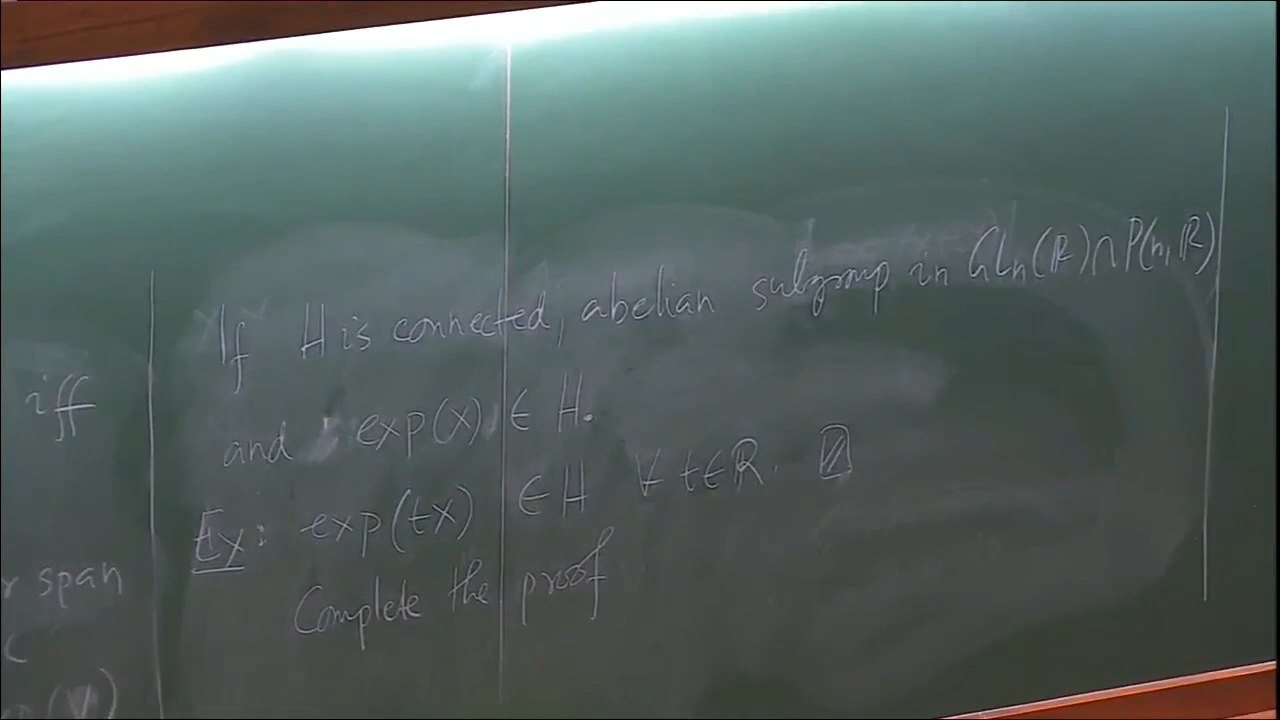 iff
span
If H is connected, abelian subgroup in GLn(ℝ)∩P(n,ℝ)
and exp(X) ∈ H.
Ex: exp(tX) ∈ H ∀ t∈ℝ.
Complete the proof